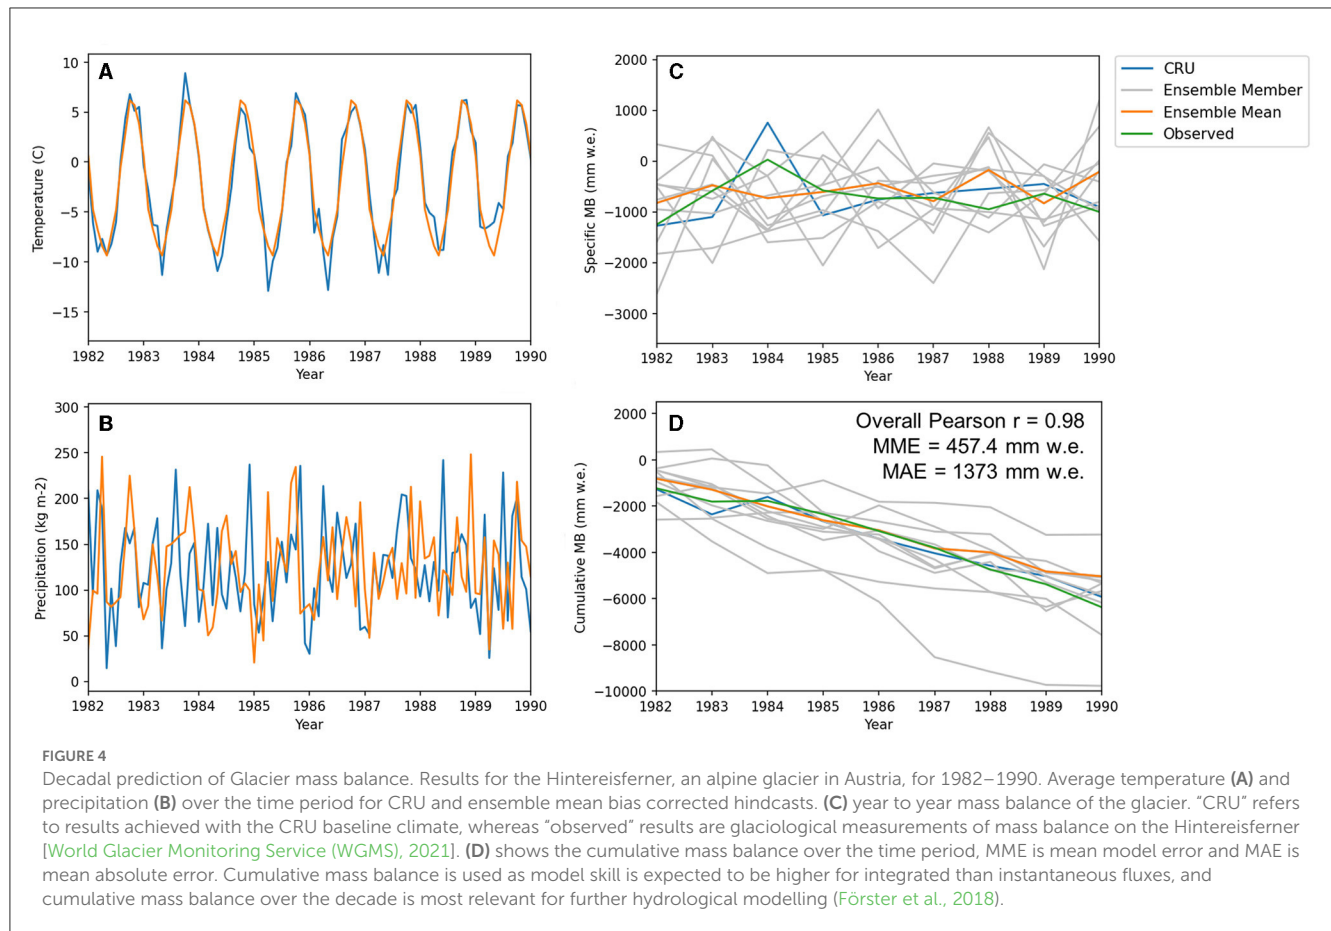 A
10
5
0
−5
−10
−15
Temperature (C)
1982 1983 1984 1985 1986 1987 1988 1989 1990
Year
C
2000
1000
0
−1000
−2000
−3000
Specific MB (mm w.e.)
1982 1983 1984 1985 1986 1987 1988 1989 1990
Year
CRU
Ensemble Member
Ensemble Mean
Observed
B
300
250
200
150
100
50
0
Precipitation (kg m-2)
1982 1983 1984 1985 1986 1987 1988 1989 1990
Year
D
Overall Pearson r = 0.98
MME = 457.4 mm w.e.
MAE = 1373 mm w.e.
2000
0
−2000
−4000
−6000
−8000
−10000
Cumulative MB (mm w.e.)
1982 1983 1984 1985 1986 1987 1988 1989 1990
Year
FIGURE 4
Decadal prediction of Glacier mass balance. Results for the Hintereisferner, an alpine glacier in Austria, for 1982–1990. Average temperature (A) and
precipitation (B) over the time period for CRU and ensemble mean bias corrected hindcasts. (C) year to year mass balance of the glacier. “CRU” refers
to results achieved with the CRU baseline climate, whereas “observed” results are glaciological measurements of mass balance on the Hintereisferner
[World Glacier Monitoring Service (WGMS), 2021]. (D) shows the cumulative mass balance over the time period, MME is mean model error and MAE is
mean absolute error. Cumulative mass balance is used as model skill is expected to be higher for integrated than instantaneous fluxes, and
cumulative mass balance over the decade is most relevant for further hydrological modelling (Förster et al., 2018).